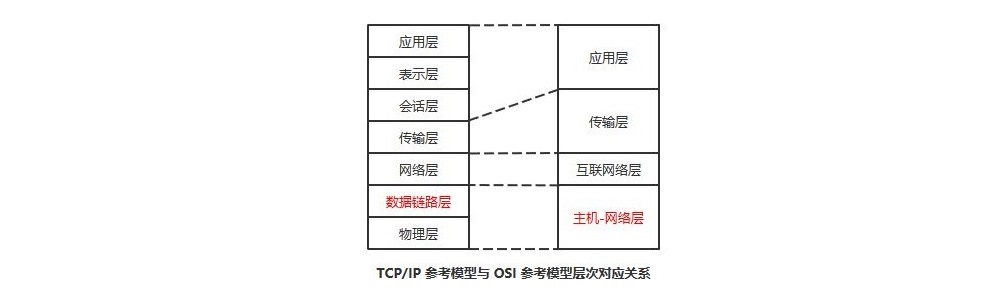 应用层
表示层
会话层
传输层
网络层
数据链路层
物理层
应用层
传输层
互联网络层
主机-网络层
TCP/IP 参考模型与 OSI 参考模型层次对应关系